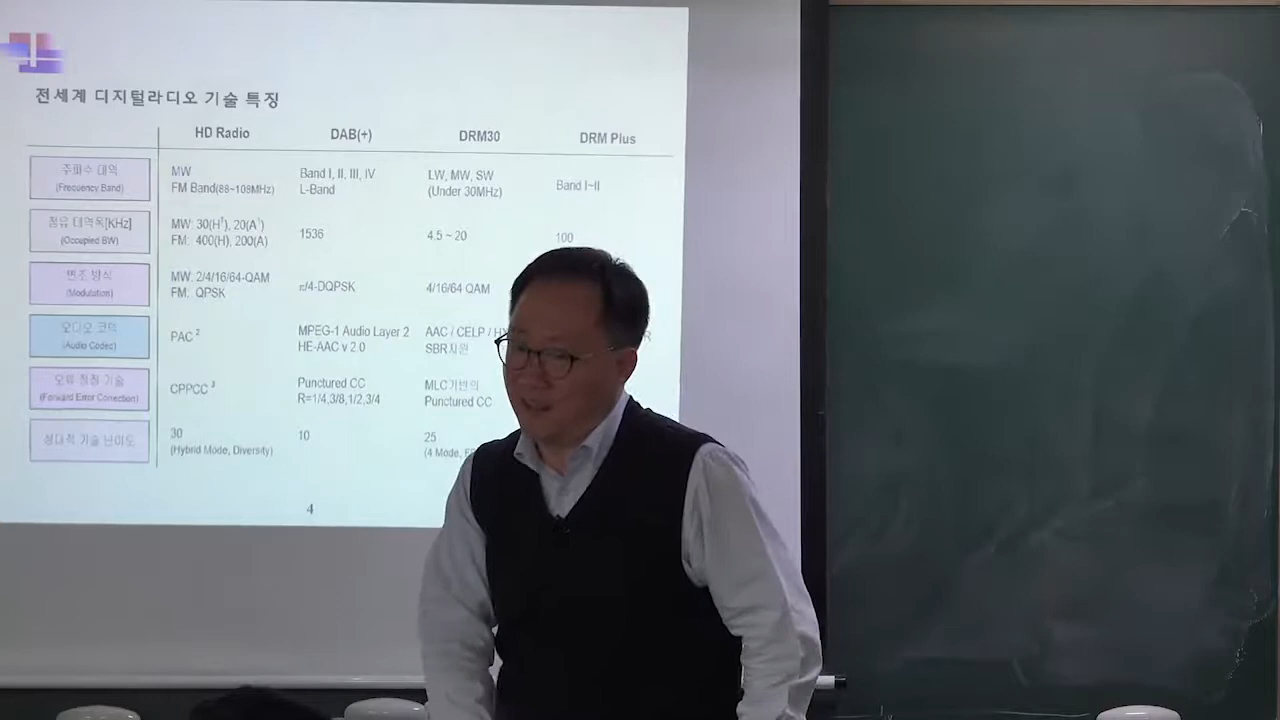 전세계 디지털라디오 기술 특징
HD Radio DAB(+) DRM30 DRM Plus
주파수 대역
(Frequency Band)
MW
FM Band(88~108MHz)
Band I, II, III, IV
L-Band
LW, MW, SW
(Under 30MHz)
Band I~II
점유 대역폭[KHz]
(Occupied BW)
MW: 30(H¹), 20(A¹)
FM: 400(H), 200(A)
1536
4.5 ~ 20
100
변조 방식
(Modulation)
MW: 2/4/16/64-QAM
FM: QPSK
π/4-DQPSK
4/16/64 QAM
오디오 코덱
(Audio Codec)
PAC ²
MPEG-1 Audio Layer 2
HE-AAC v 2.0
AAC / CELP /
SBR지원
오류 정정 기술
(Forward Error Correction)
CPPCC ³
Punctured CC
R=1/4,3/8,1/2,3/4
MLC기반의
Punctured CC
상대적 기술 난이도
30
(Hybrid Mode, Diversity)
10
25
(4 Mode,
4